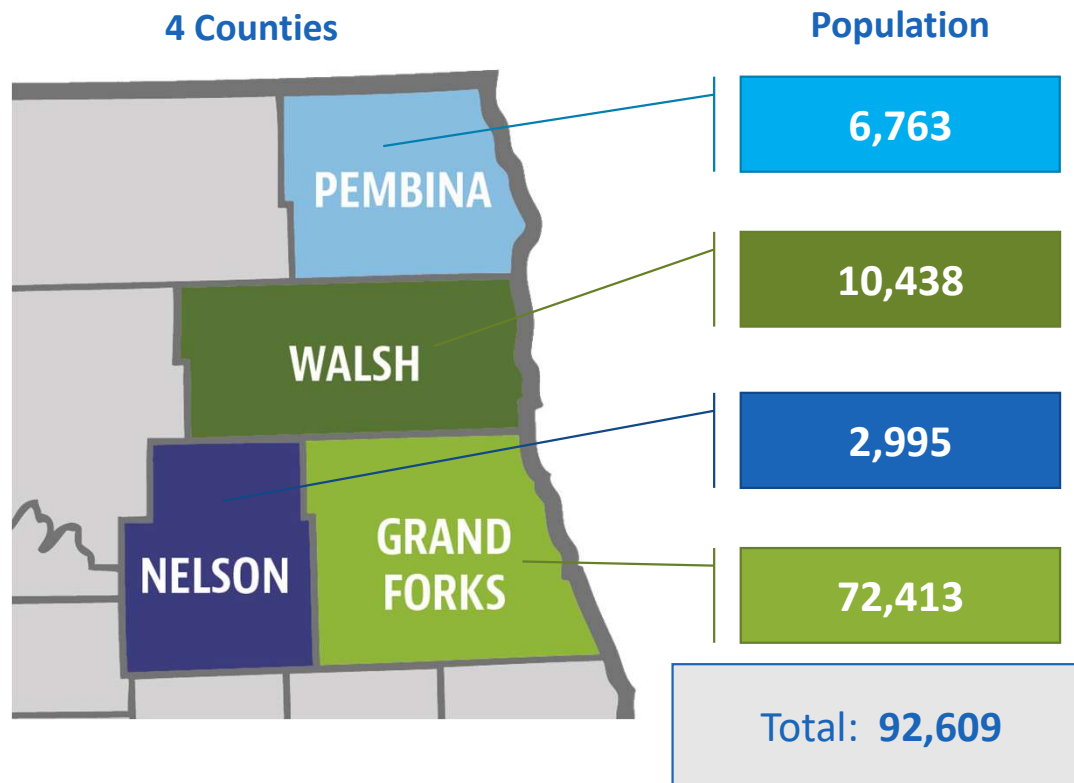 4 Counties
Population
PEMBINA
6,763
WALSH
10,438
NELSON
2,995
GRAND
FORKS
72,413
Total: 92,609